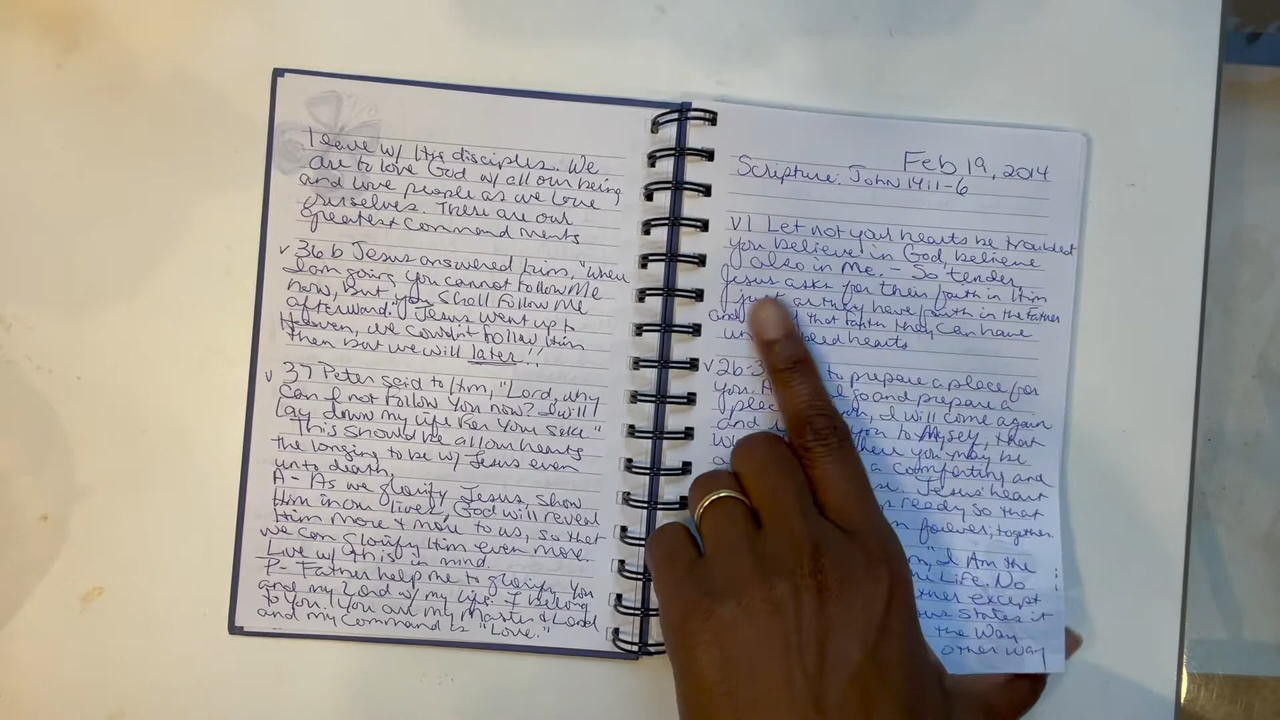 leave w/ His disciples. We
are to love God w/ all our being
and love people as we love
ourselves. These are our
greatest commandments
v 36b Jesus answered him, "When
I am going you cannot follow Me
now, but you shall follow Me
afterward." Jesus went up to
Heaven, we couldn't follow Him
then but we will later!!
v 37 Peter said to Him, "Lord, why
can I not follow You now? I will
lay down my life for Your sake."
This should be all our hearts
the longing to be w/ Jesus even
unto death.
A- As we glorify Jesus, show
Him in our lives, God will reveal
Him more + more to us, so that
we can glorify Him even more.
Live w/ this in mind.
P- Father help me to glorify You
and my Lord w/ my life. I belong
to You. You are my Master & Lord
and my Command is "Love."
Feb 19, 2014
Scripture: John 14:1-6
v1 Let not your hearts be troubled
you believe in God believe
also in Me. - So tender
Jesus asks for their faith in Him
just as they have faith in the Father
and that faith they can have
hearts
v 2b-3 to prepare a place for
you. go and prepare a
I will come again
and you to Myself, that
you may be
a comforting and
Jesus' heart
ready so that
forever, together
"I Am the
Life. No
except
states it
the Way
other way